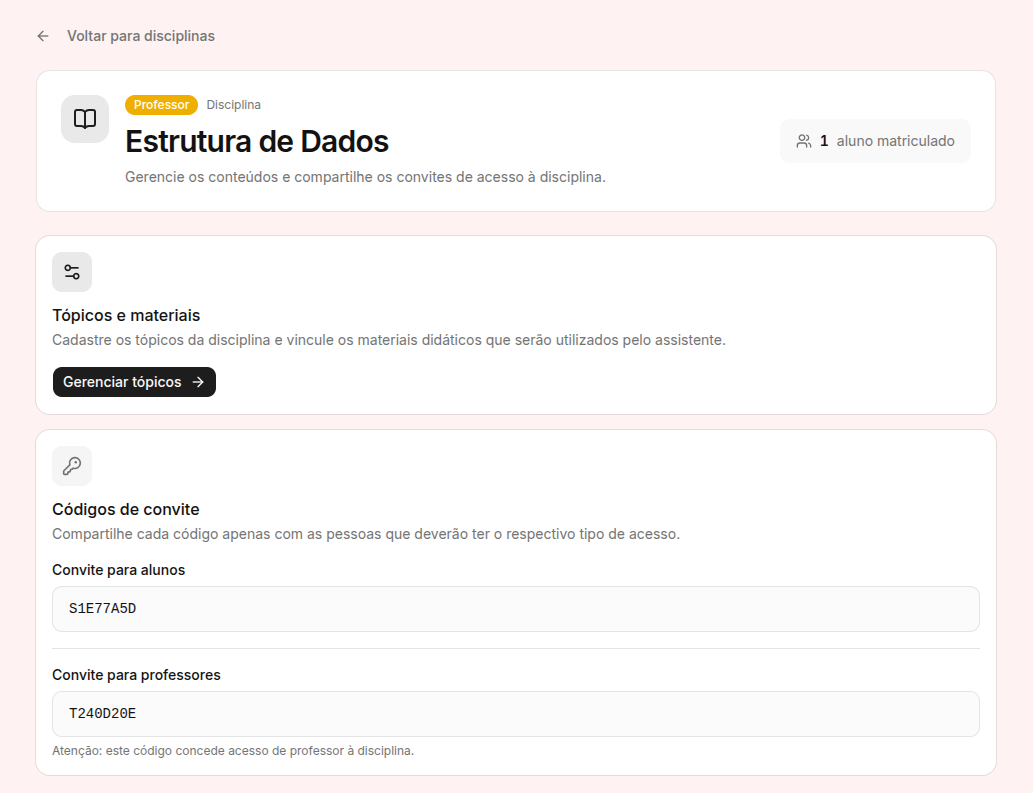 Voltar para disciplinas
Professor Disciplina
Estrutura de Dados
Gerencie os conteúdos e compartilhe os convites de acesso à disciplina.
1 aluno matriculado
Tópicos e materiais
Cadastre os tópicos da disciplina e vincule os materiais didáticos que serão utilizados pelo assistente.
Gerenciar tópicos
Códigos de convite
Compartilhe cada código apenas com as pessoas que deverão ter o respectivo tipo de acesso.
Convite para alunos
S1E77A5D
Convite para professores
T240D20E
Atenção: este código concede acesso de professor à disciplina.